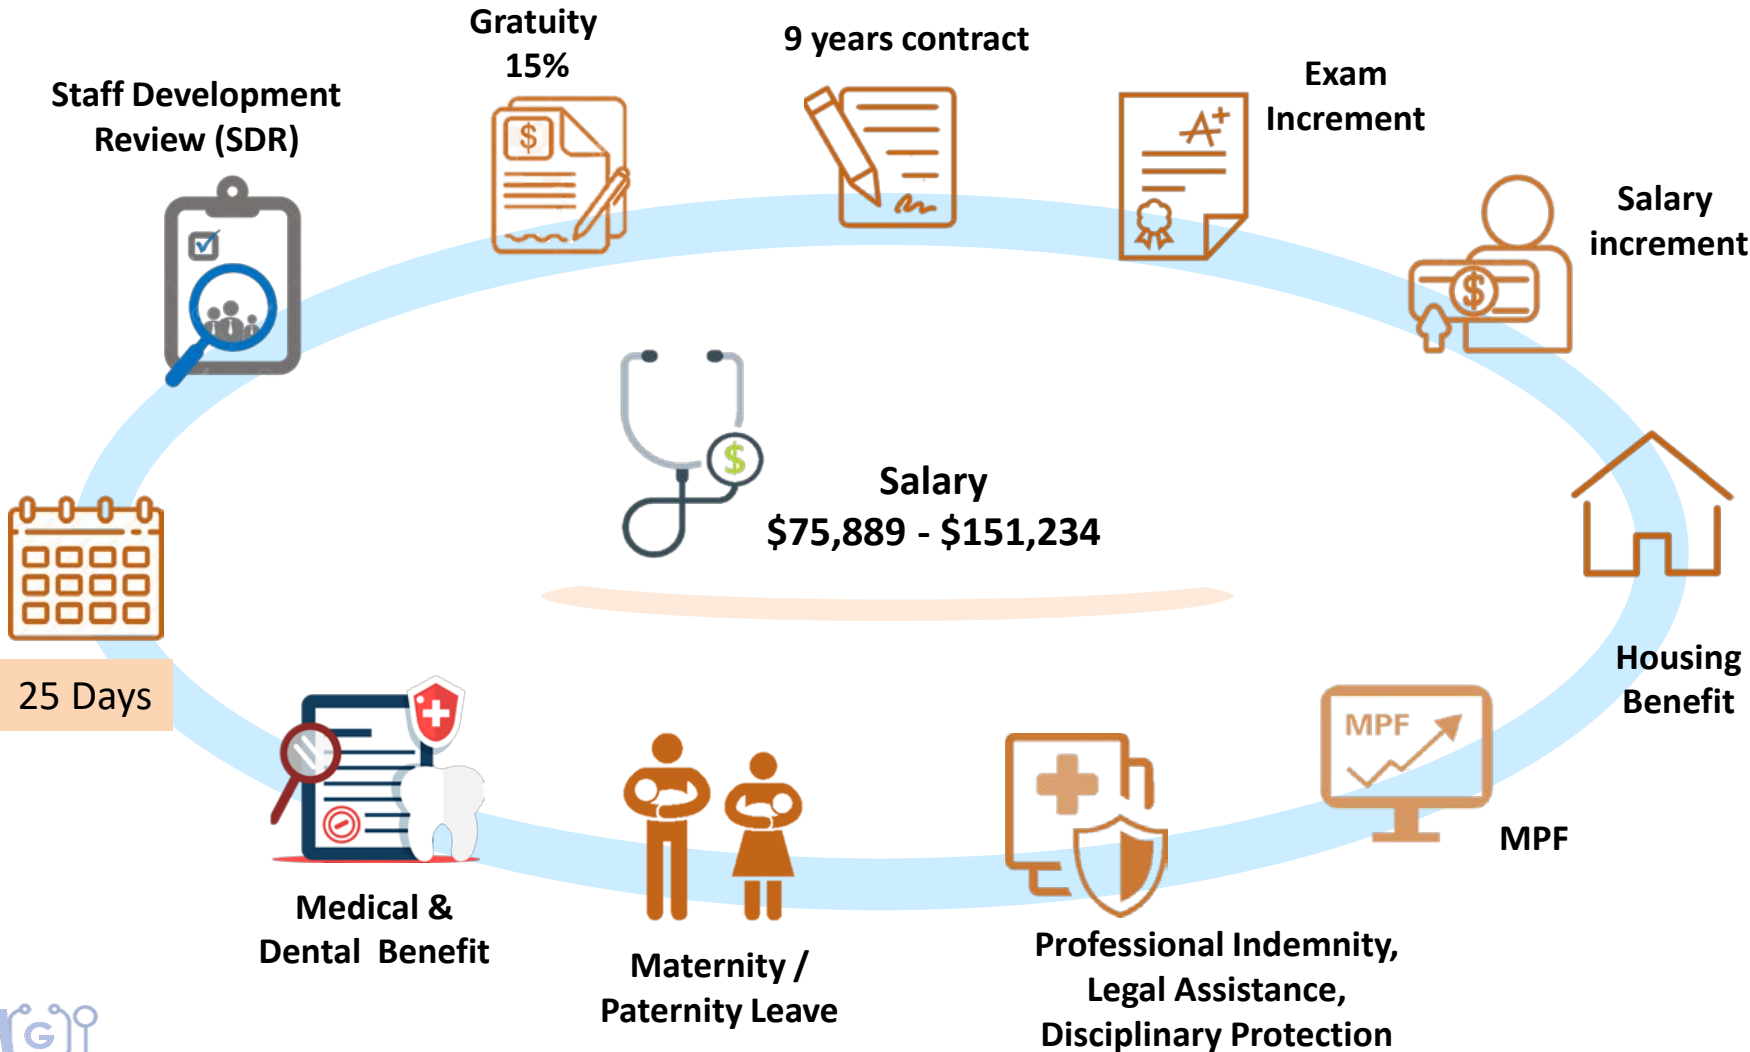 Gratuity
15%
9 years contract
Exam
Increment
Staff Development
Review (SDR)
A+
$
Salary
increment
$
$
Salary
$75,889 - $151,234
25 Days
Housing
Benefit
MPF
MPF
Medical &
Dental Benefit
Maternity /
Paternity Leave
Professional Indemnity,
Legal Assistance,
Disciplinary Protection
G